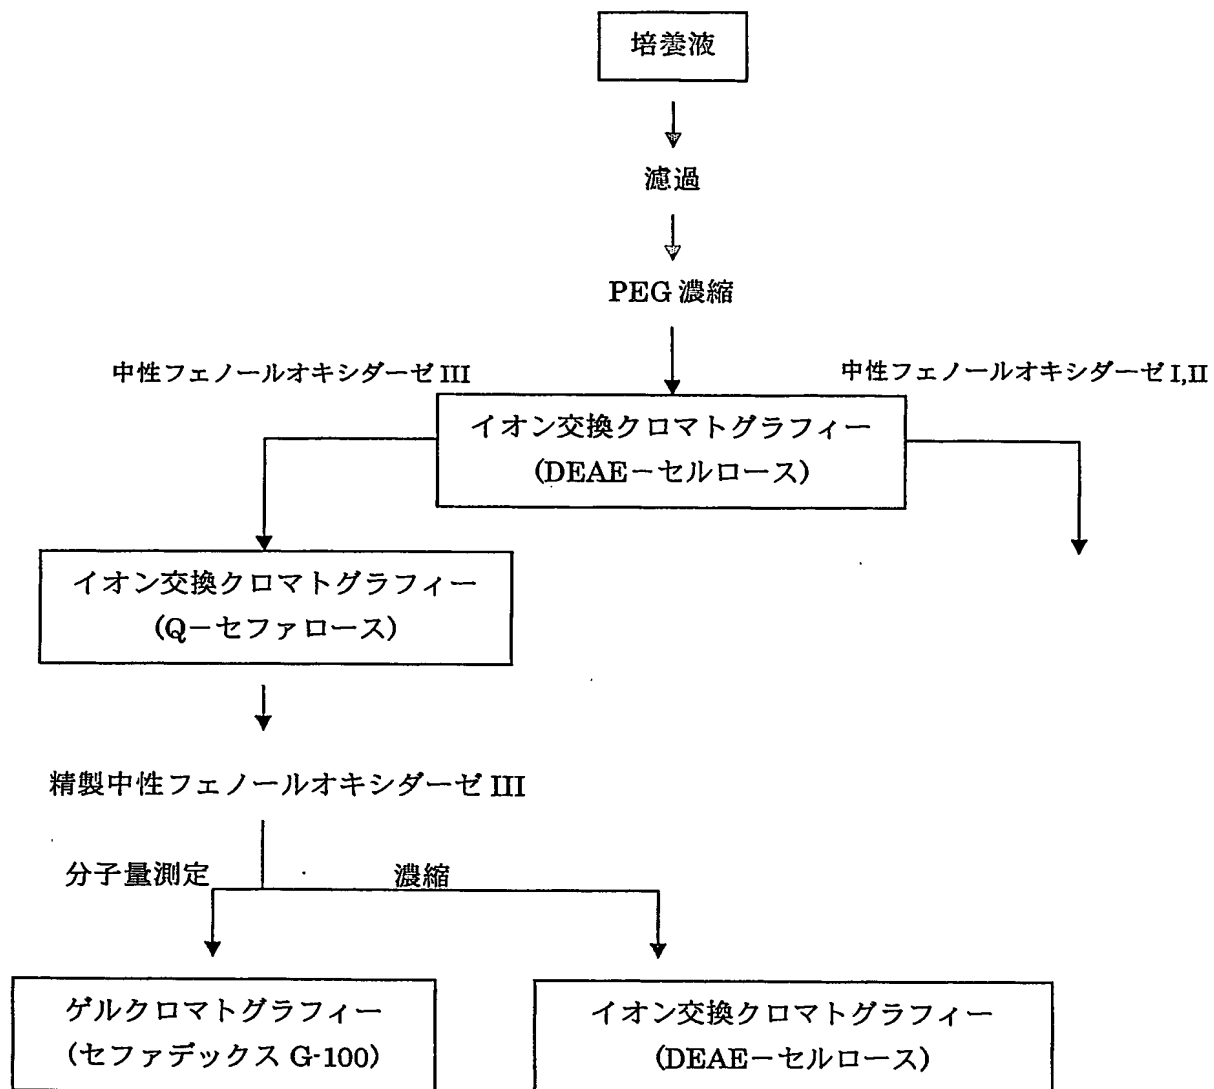 培養液
濾過
PEG 濃縮
中性フェノールオキシダーゼ III
中性フェノールオキシダーゼ I,II
イオン交換クロマトグラフィー
(DEAE－セルロース)
イオン交換クロマトグラフィー
(Q－セファロース)
精製中性フェノールオキシダーゼ III
分子量測定
濃縮
ゲルクロマトグラフィー
(セファデックス G-100)
イオン交換クロマトグラフィー
(DEAE－セルロース)